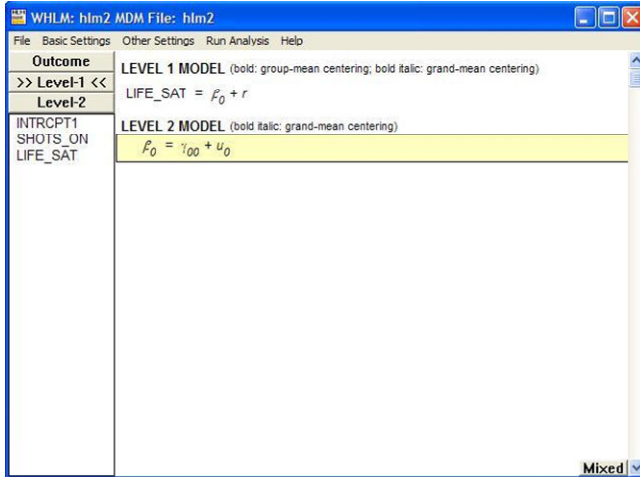 WHLM: hlm2 MDM File: hlm2
File Basic Settings Other Settings Run Analysis Help
Outcome
>> Level-1 <<
Level-2
INTRCPT1
SHOTS_ON
LIFE_SAT
LEVEL 1 MODEL (bold: group-mean centering; bold italic: grand-mean centering)
LIFE_SAT = β0 + r
LEVEL 2 MODEL (bold italic: grand-mean centering)
β0 = γ00 + u0
Mixed